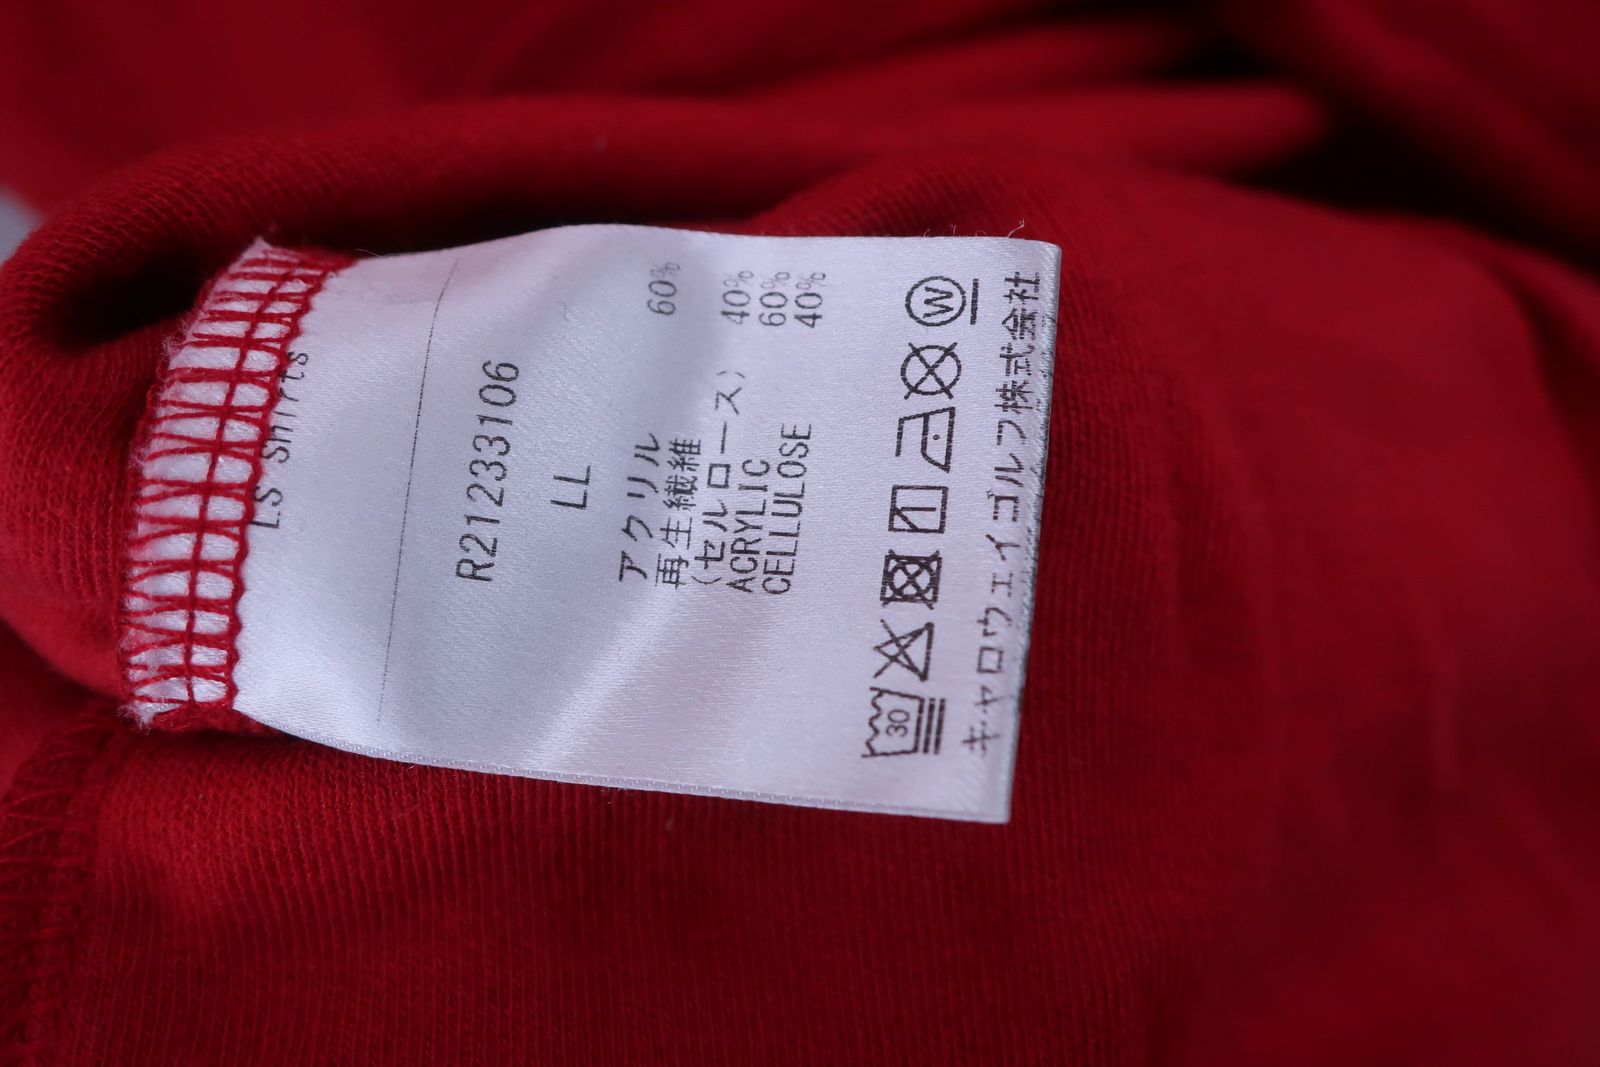 LS Shirts
R21233106
LL
アクリル 60%
再生繊維
(セルロース) 40%
ACRYLIC 60%
CELLULOSE 40%
30
W
キャロウェイゴルフ株式会社